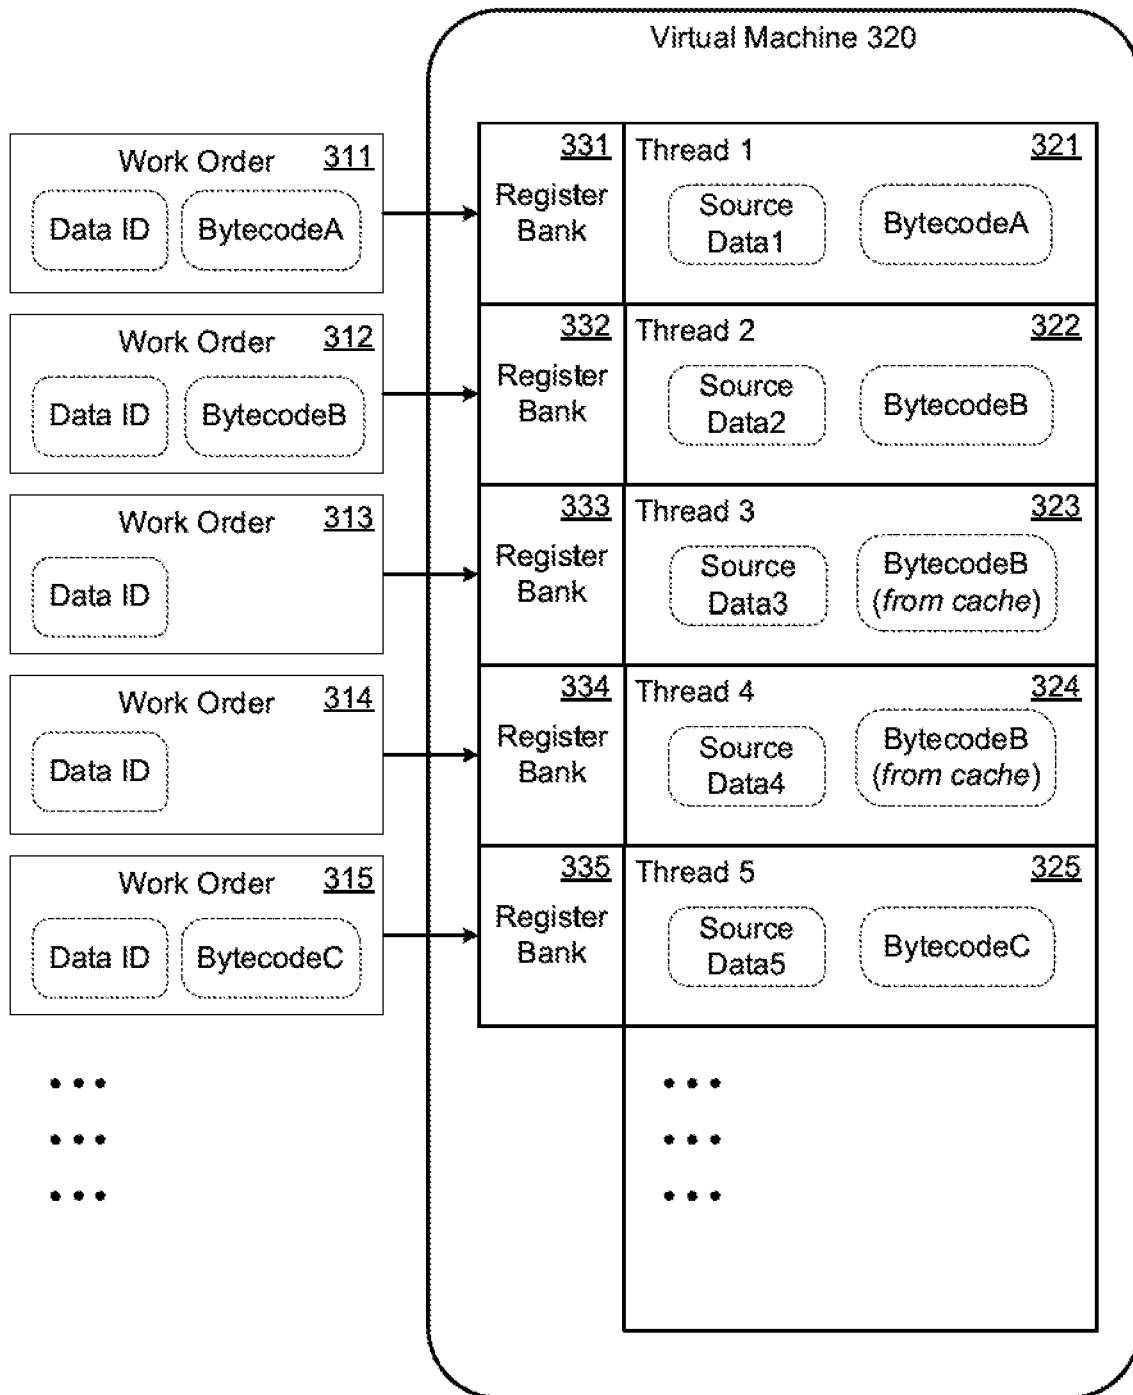 Virtual Machine 320
Work Order 311
Data ID BytecodeA
331
Register
Bank
Thread 1 321
Source
Data1
BytecodeA
Work Order 312
Data ID BytecodeB
332
Register
Bank
Thread 2 322
Source
Data2
BytecodeB
Work Order 313
Data ID
333
Register
Bank
Thread 3 323
Source
Data3
BytecodeB
(from cache)
Work Order 314
Data ID
334
Register
Bank
Thread 4 324
Source
Data4
BytecodeB
(from cache)
Work Order 315
Data ID BytecodeC
335
Register
Bank
Thread 5 325
Source
Data5
BytecodeC
• • •
• • •
• • •
• • •
• • •
• • •